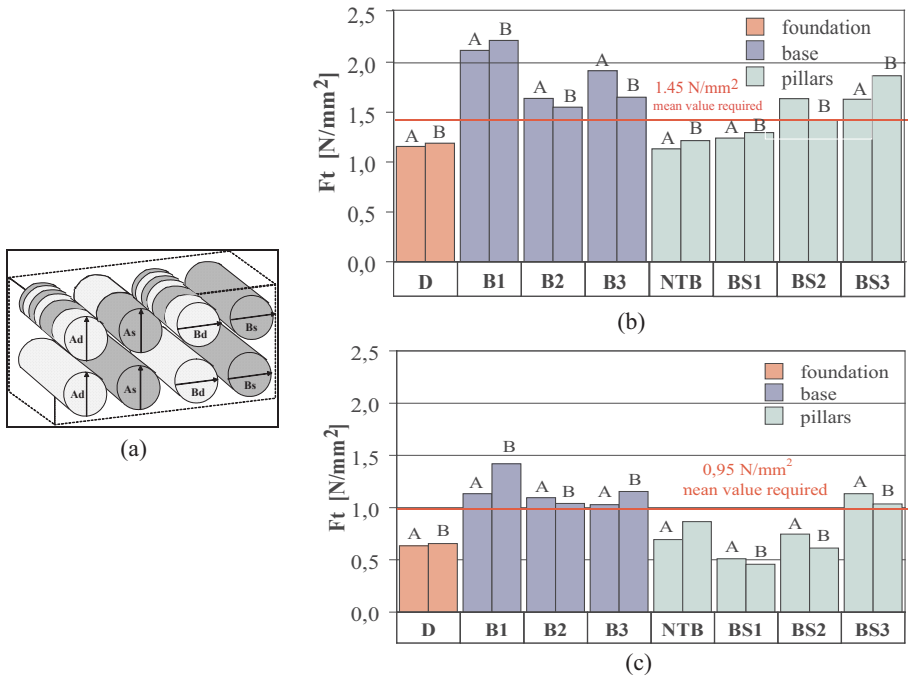 Ad As Bd Bs
Ad As Bd Bs
(a)
Ft [N/mm²]
2,5
2,0
1,5
1,0
0,5
0,0
foundation
base
pillars
1.45 N/mm²
mean value required
A B A B A B A B A B A B A B A B
D B1 B2 B3 NTB BS1 BS2 BS3
(b)
Ft [N/mm²]
2,5
2,0
1,5
1,0
0,5
0,0
foundation
base
pillars
0,95 N/mm²
mean value required
A B A B A B A B A B A B A B A B
D B1 B2 B3 NTB BS1 BS2 BS3
(c)